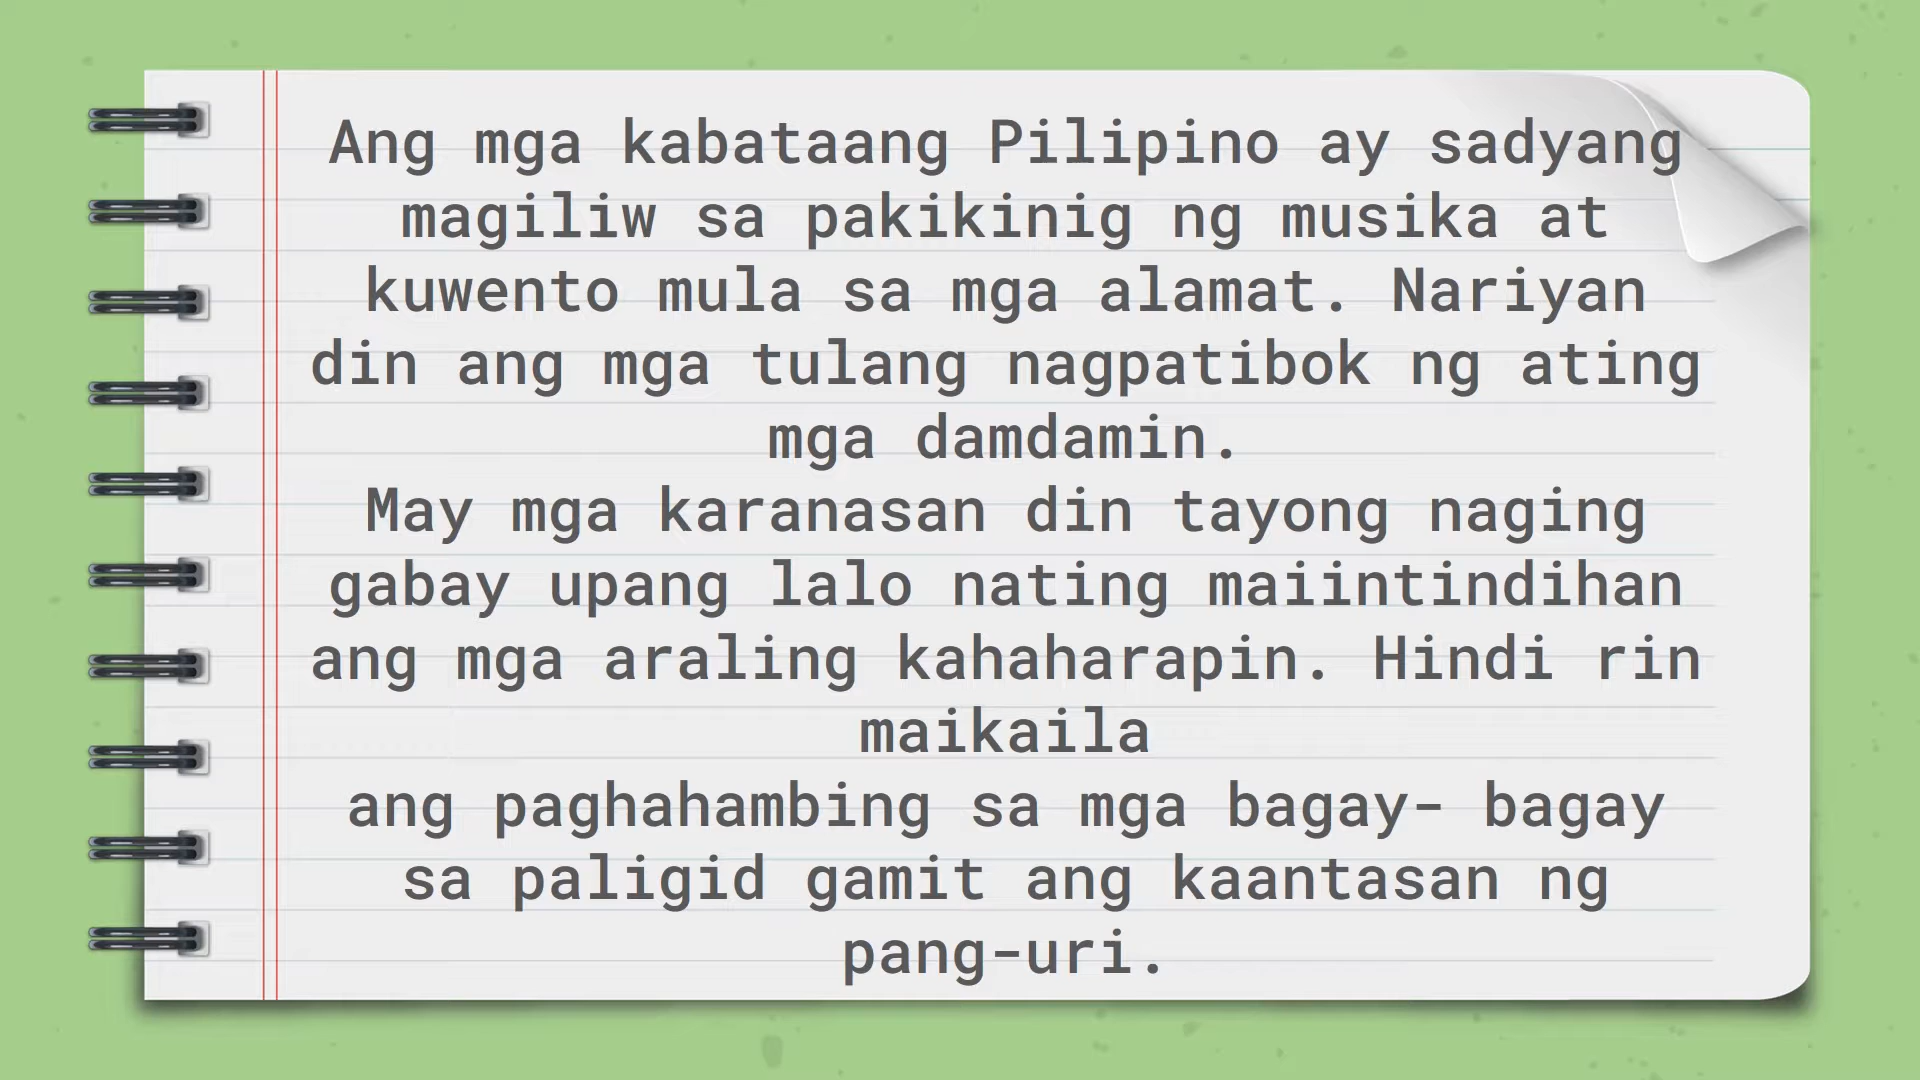 Ang mga kabataang Pilipino ay sadyang
magiliw sa pakikinig ng musika at
kuwento mula sa mga alamat. Nariyan
din ang mga tulang nagpatibok ng ating
mga damdamin.
May mga karanasan din tayong naging
gabay upang lalo nating maiintindihan
ang mga araling kahaharapin. Hindi rin
maikaila
ang paghahambing sa mga bagay- bagay
sa paligid gamit ang kaantasan ng
pang-uri.